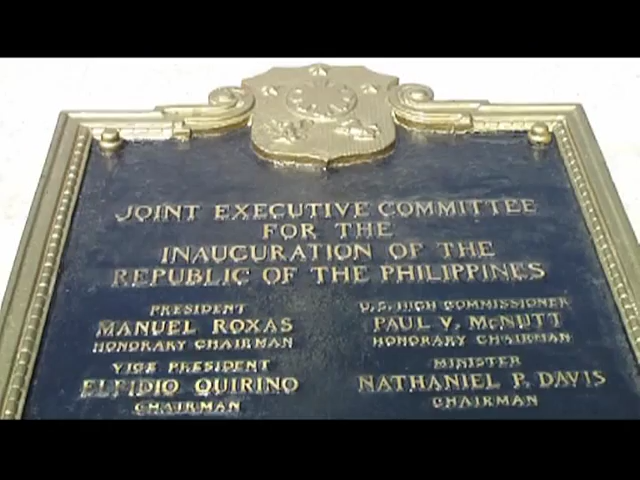 JOINT EXECUTIVE COMMITTEE
FOR THE
INAUGURATION OF THE
REPUBLIC OF THE PHILIPPINES
PRESIDENT
MANUEL ROXAS
HONORARY CHAIRMAN
VICE PRESIDENT
ELPIDIO QUIRINO
CHAIRMAN
U.S. HIGH COMMISSIONER
PAUL V. McNUTT
HONORARY CHAIRMAN
MINISTER
NATHANIEL P. DAVIS
CHAIRMAN